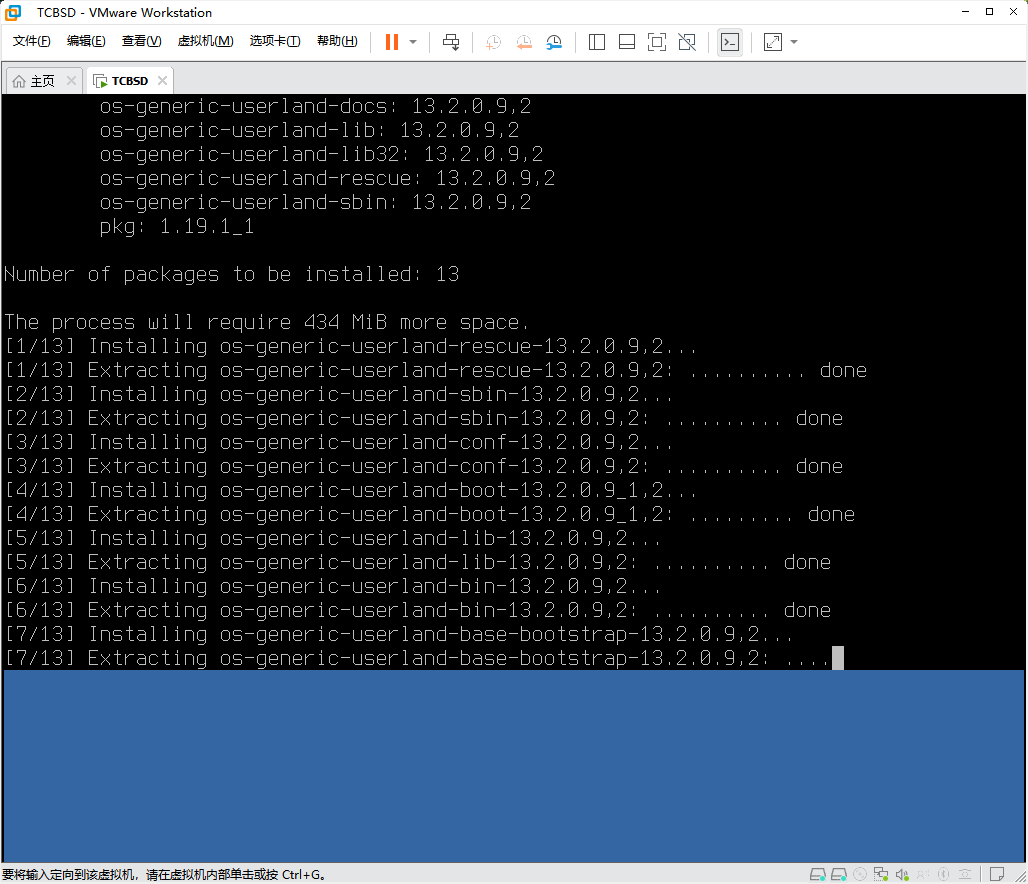 TCBSD - VMware Workstation
文件(F) 编辑(E) 查看(V) 虚拟机(M) 选项卡(T) 帮助(H)
主页 TCBSD
os-generic-userland-docs: 13.2.0.9,2
os-generic-userland-lib: 13.2.0.9,2
os-generic-userland-lib32: 13.2.0.9,2
os-generic-userland-rescue: 13.2.0.9,2
os-generic-userland-sbin: 13.2.0.9,2
pkg: 1.19.1_1
Number of packages to be installed: 13
The process will require 434 MiB more space.
[1/13] Installing os-generic-userland-rescue-13.2.0.9,2...
[1/13] Extracting os-generic-userland-rescue-13.2.0.9,2: .......... done
[2/13] Installing os-generic-userland-sbin-13.2.0.9,2...
[2/13] Extracting os-generic-userland-sbin-13.2.0.9,2: .......... done
[3/13] Installing os-generic-userland-conf-13.2.0.9,2...
[3/13] Extracting os-generic-userland-conf-13.2.0.9,2: .......... done
[4/13] Installing os-generic-userland-boot-13.2.0.9_1,2...
[4/13] Extracting os-generic-userland-boot-13.2.0.9_1,2: ......... done
[5/13] Installing os-generic-userland-lib-13.2.0.9,2...
[5/13] Extracting os-generic-userland-lib-13.2.0.9,2: .......... done
[6/13] Installing os-generic-userland-bin-13.2.0.9,2...
[6/13] Extracting os-generic-userland-bin-13.2.0.9,2: .......... done
[7/13] Installing os-generic-userland-base-bootstrap-13.2.0.9,2...
[7/13] Extracting os-generic-userland-base-bootstrap-13.2.0.9,2: ....
要将输入定向到该虚拟机，请在虚拟机内部单击或按 Ctrl+G。